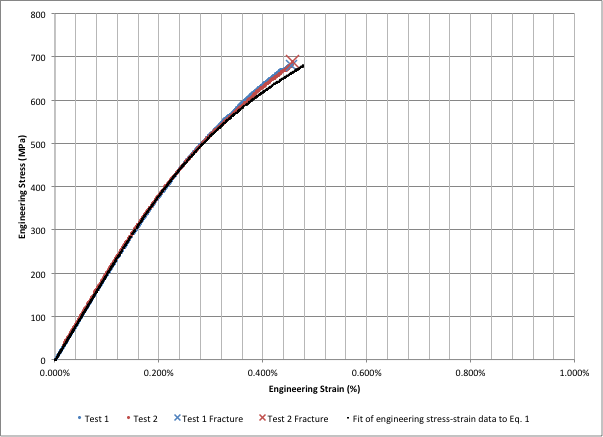 800
700
600
500
400
300
200
100
0
Engineering Stress (MPa)
0.000% 0.200% 0.400% 0.600% 0.800% 1.000%
Engineering Strain (%)
Test 1 Test 2 Test 1 Fracture Test 2 Fracture Fit of engineering stress-strain data to Eq. 1